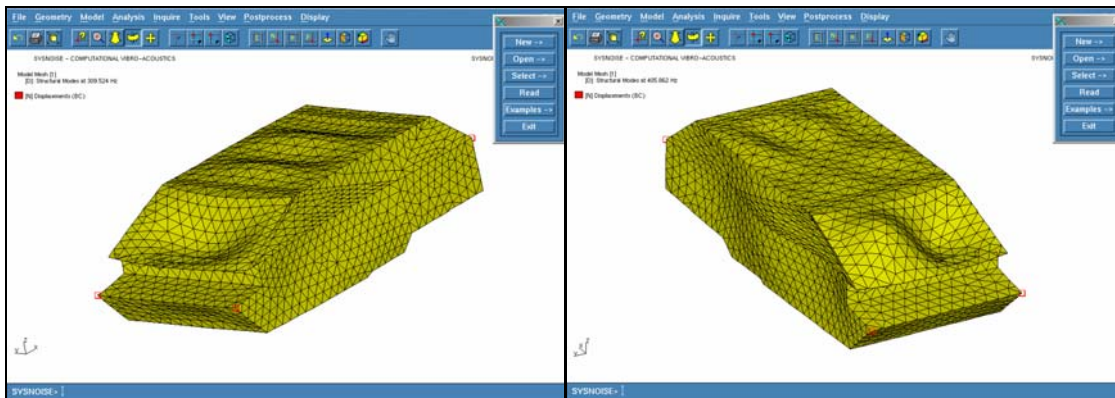 File Geometry Model Analysis Inquire Tools View Postprocess Display
SYSNOISE - COMPUTATIONAL VIBRO-ACOUSTICS
SYSNO
Model Mesh [1]
[D] Structural Modes at 309.524 Hz
[N] Displacements (BC)
New ->
Open ->
Select ->
Read
Examples ->
Exit
SYSNOISE>
File Geometry Model Analysis Inquire Tools View Postprocess Display
SYSNOISE - COMPUTATIONAL VIBRO-ACOUSTICS
SYSNO
Model Mesh [1]
[D] Structural Modes at 405.862 Hz
[N] Displacements (BC)
New ->
Open ->
Select ->
Read
Examples ->
Exit
SYSNOISE>